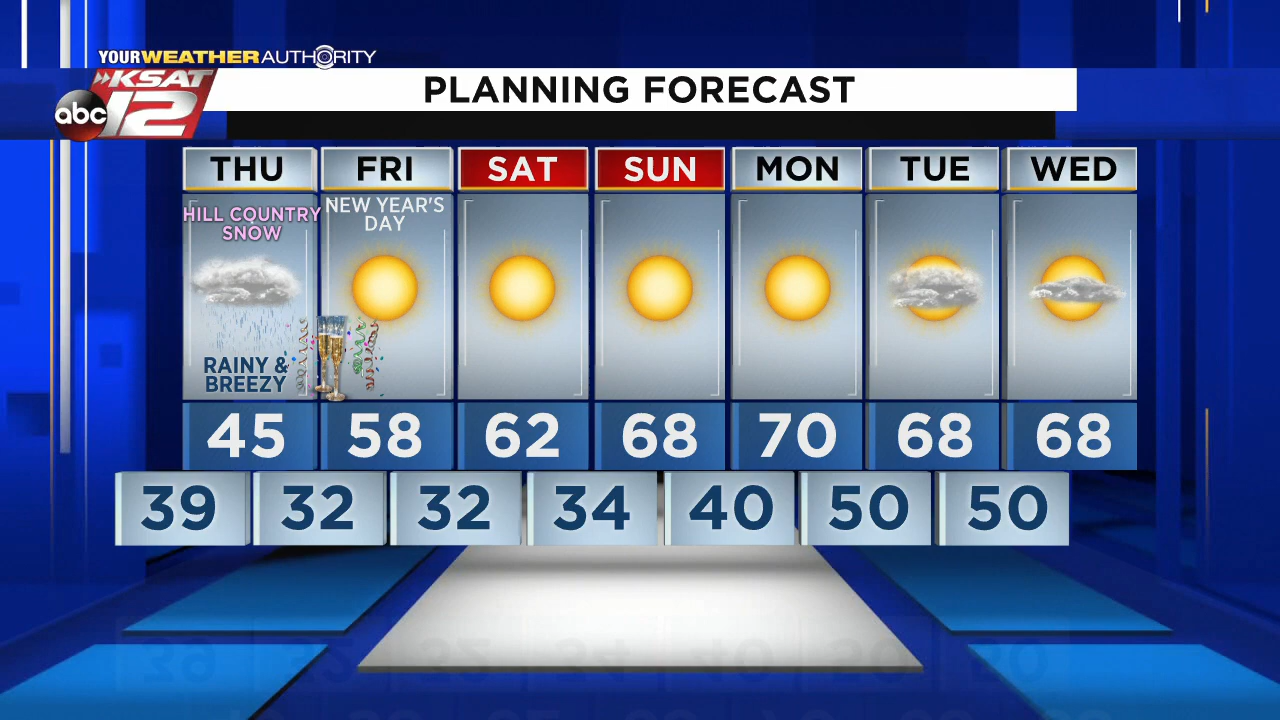 YOURWEATHERAUTHORITY
KSAT
abc 12
PLANNING FORECAST
THU FRI SAT SUN MON TUE WED
HILL COUNTRY
SNOW
NEW YEAR'S
DAY
RAINY &
BREEZY
45 58 62 68 70 68 68
39 32 32 34 40 50 50